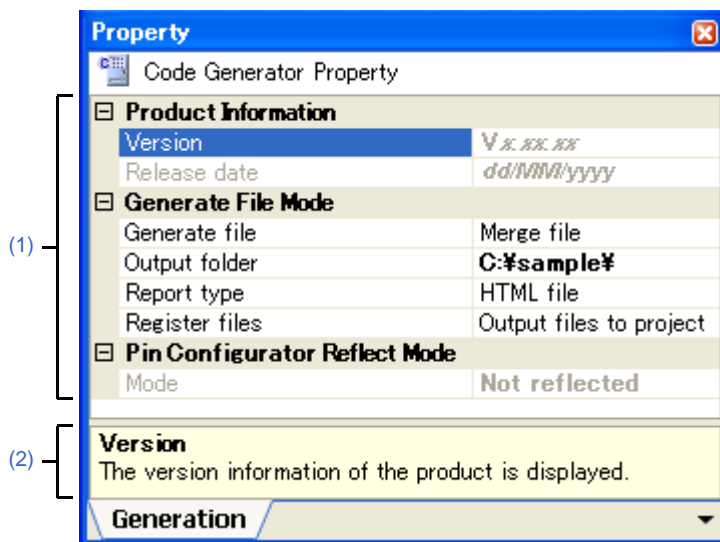 Property
Code Generator Property
(1)
Product Information
Version Vx.xx.xx
Release date dd/MM/yyyy
Generate File Mode
Generate file Merge file
Output folder C:¥sample¥
Report type HTML file
Register files Output files to project
Pin Configurator Reflect Mode
Mode Not reflected
(2)
Version
The version information of the product is displayed.
Generation